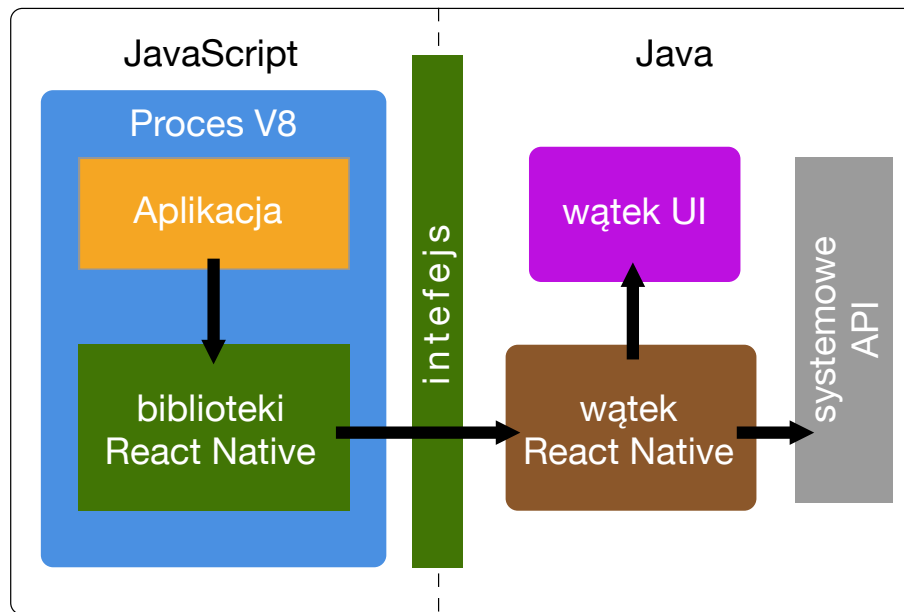 JavaScript
Java
Proces V8
Aplikacja
biblioteki
React Native
intefejs
wątek UI
wątek
React Native
systemowe
API